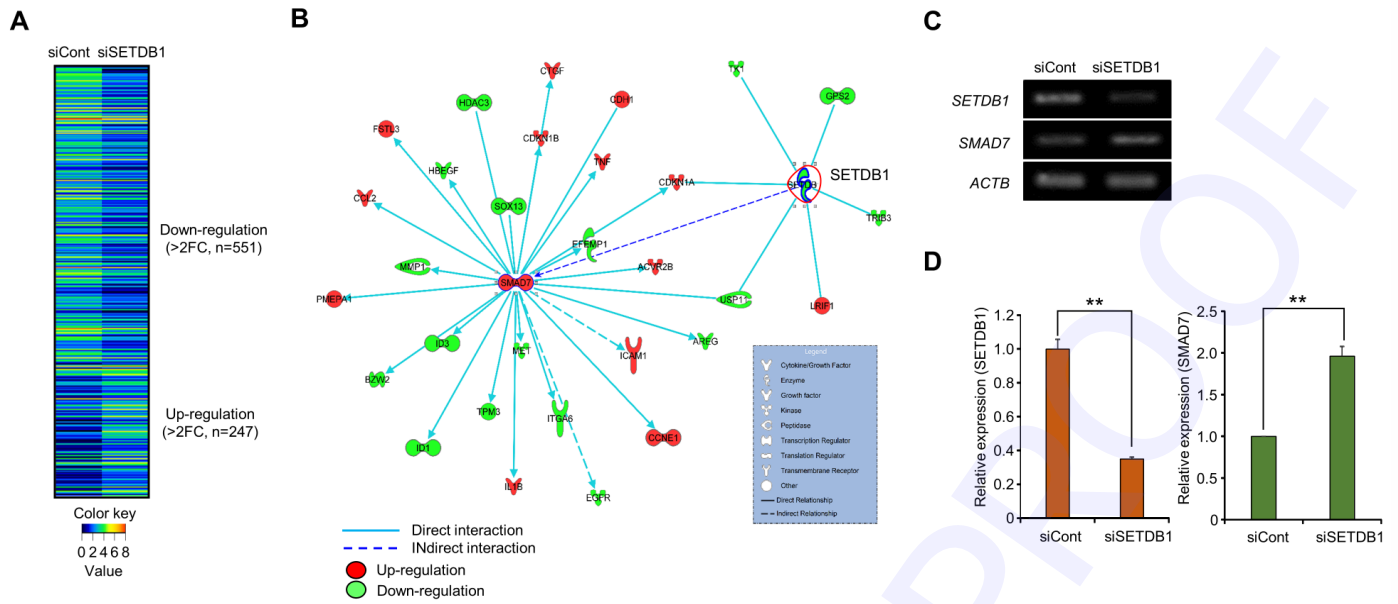 A
siCont siSETDB1
Down-regulation
(>2FC, n=551)
Up-regulation
(>2FC, n=247)
Color key
0 2 4 6 8
Value
B
CTGF
TK1
HDAC3
CDH1
GPS2
FSTL3
CDKN1B
TNF
HBEGF
CDKN1A
SETDB1
CCL2
SOX13
TRIB3
EFEMP1
MMP1
ACVR2B
SMAD7
PMEPA1
USP11
LRIF1
ID3
MET
ICAM1
AREG
BZW2
TPM3
ITGA6
ID1
CCNE1
IL1B
EGFR
Legend
Cytokine/Growth Factor
Enzyme
Growth factor
Kinase
Peptidase
Transcription Regulator
Translation Regulator
Transmembrane Receptor
Other
Direct Relationship
Indirect Relationship
Direct interaction
INdirect interaction
Up-regulation
Down-regulation
C
siCont siSETDB1
SETDB1
SMAD7
ACTB
D
Relative expression (SETDB1)
1.2
1.0
0.8
0.6
0.4
0.2
0
**
siCont siSETDB1
Relative expression (SMAD7)
2.5
2.0
1.5
1.0
0.5
0
**
siCont siSETDB1
PROOF